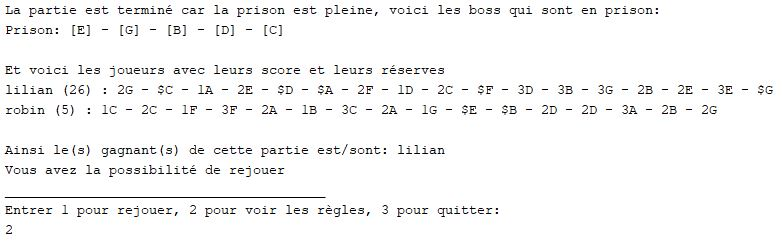 La partie est terminé car la prison est pleine, voici les boss qui sont en prison:
Prison: [E] - [G] - [B] - [D] - [C]
Et voici les joueurs avec leurs score et leurs réserves
lilian (26) : 2G - $C - 1A - 2E - $D - $A - 2F - 1D - 2C - $F - 3D - 3B - 3G - 2B - 2E - 3E - $G
robin (5) : 1C - 2C - 1F - 3F - 2A - 1B - 3C - 2A - 1G - $E - $B - 2D - 2D - 3A - 2B - 2G
Ainsi le(s) gagnant(s) de cette partie est/sont: lilian
Vous avez la possibilité de rejouer
________________________________________
Entrer 1 pour rejouer, 2 pour voir les règles, 3 pour quitter:
2